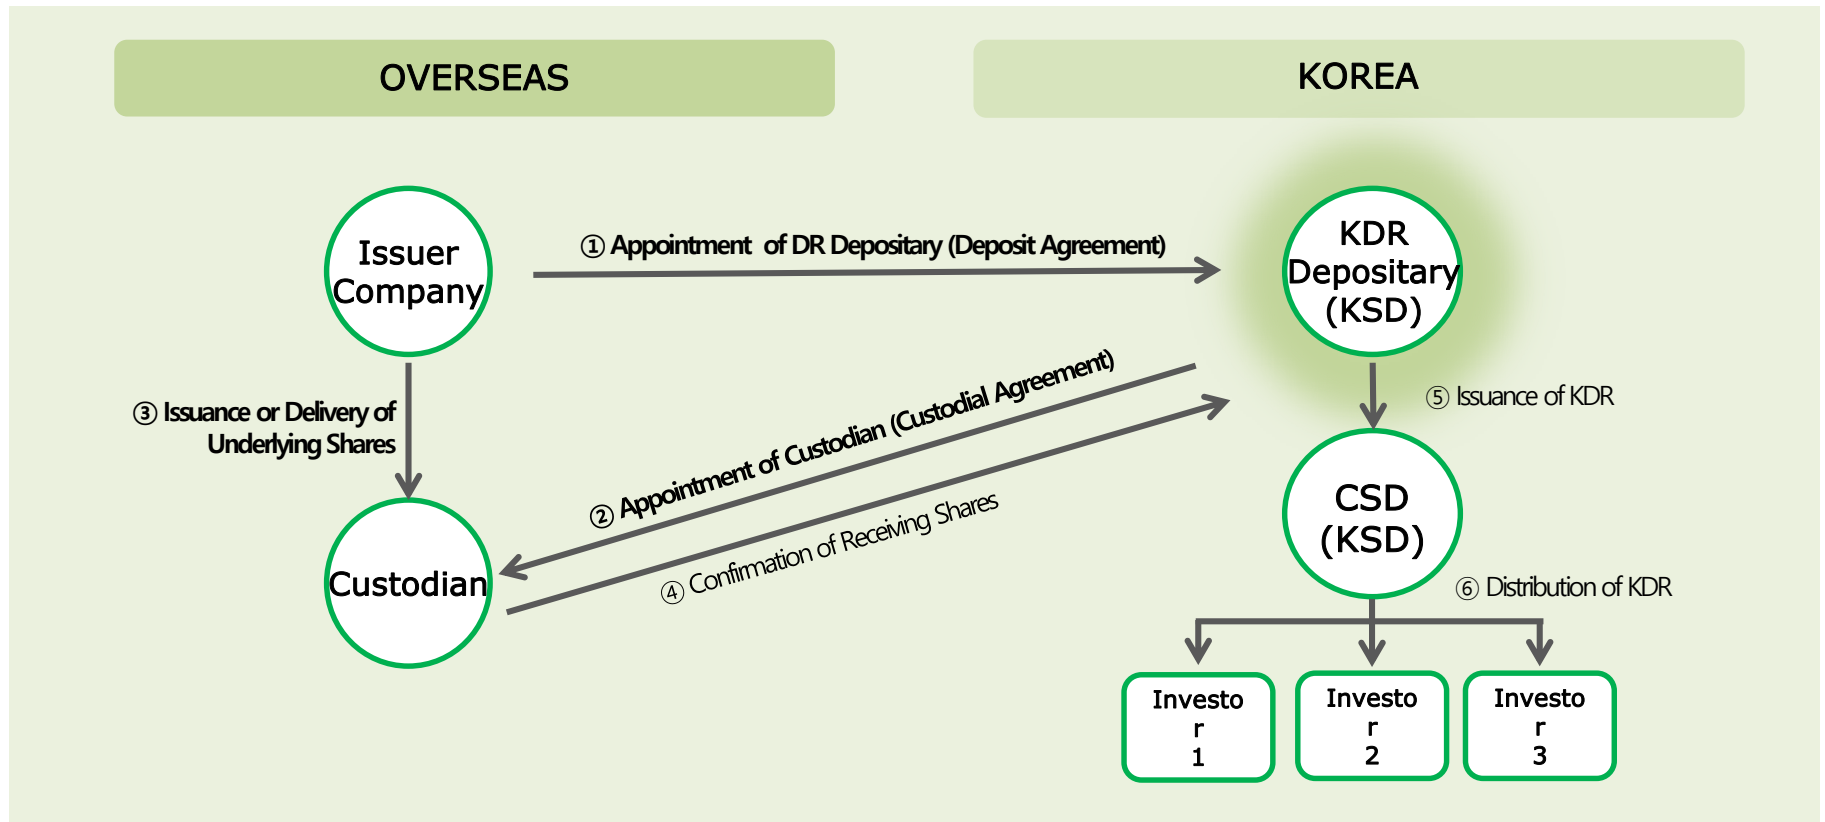 OVERSEAS
KOREA
Issuer
Company
① Appointment of DR Depositary (Deposit Agreement)
KDR
Depositary
(KSD)
③ Issuance or Delivery of
Underlying Shares
② Appointment of Custodian (Custodial Agreement)
④ Confirmation of Receiving Shares
⑤ Issuance of KDR
Custodian
CSD
(KSD)
⑥ Distribution of KDR
Investo
r
1
Investo
r
2
Investo
r
3